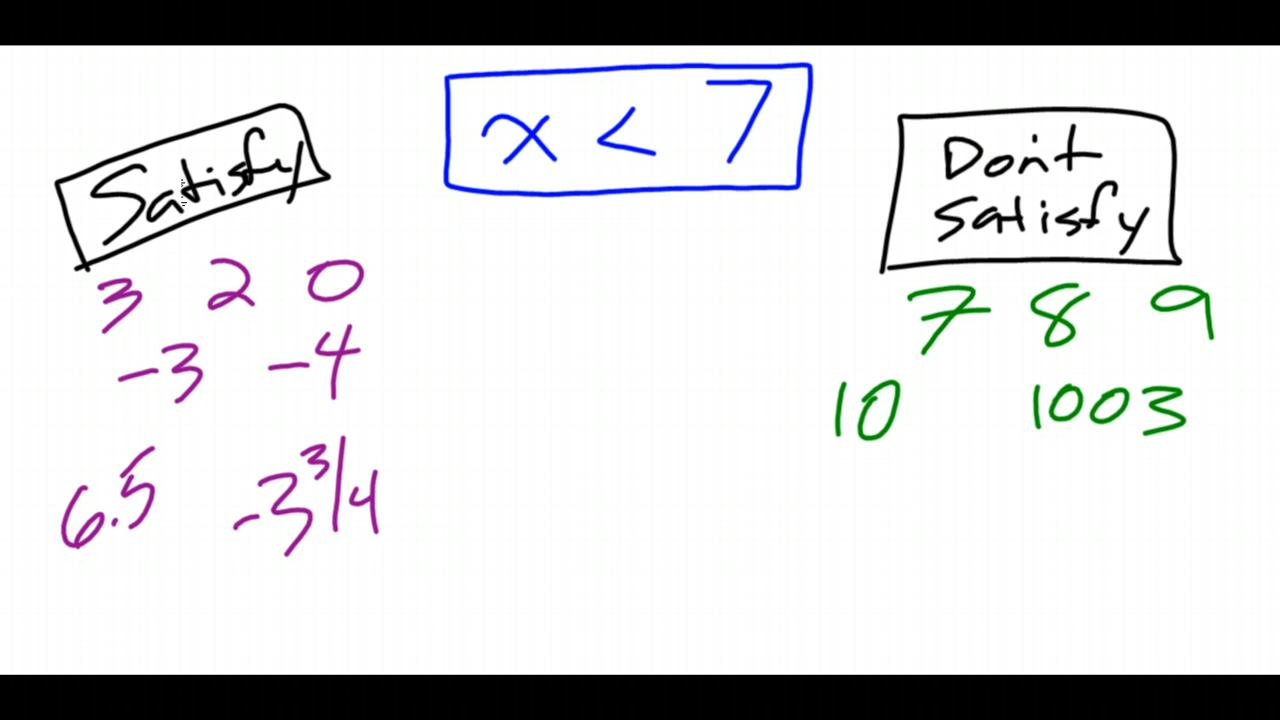 x < 7
Satisfy
3 2 0
-3 -4
6.5 -3 3/4
Don't
Satisfy
7 8 9
10 1003